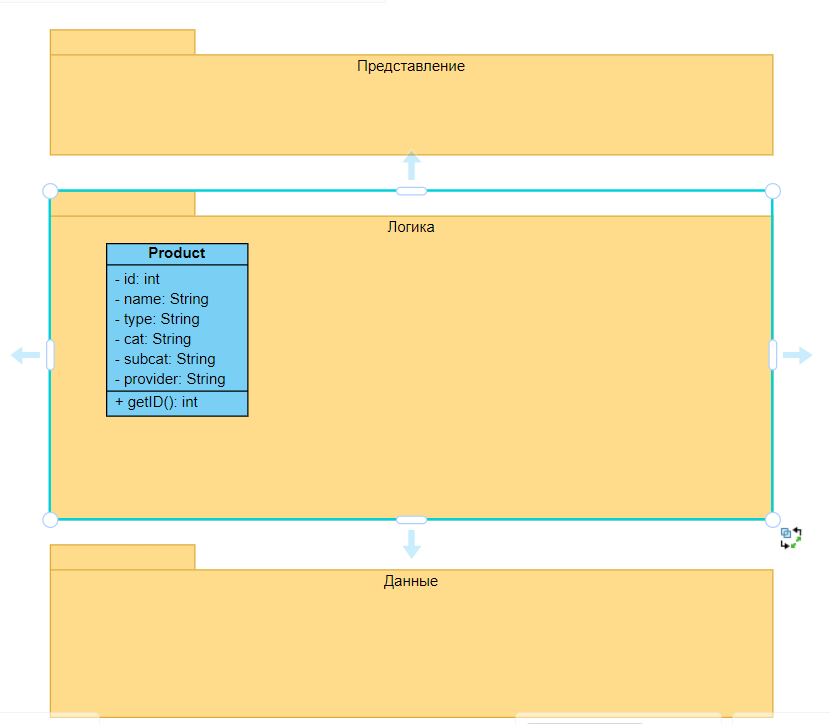 Представление
Логика
Product
- id: int
- name: String
- type: String
- cat: String
- subcat: String
- provider: String
+ getID(): int
Данные